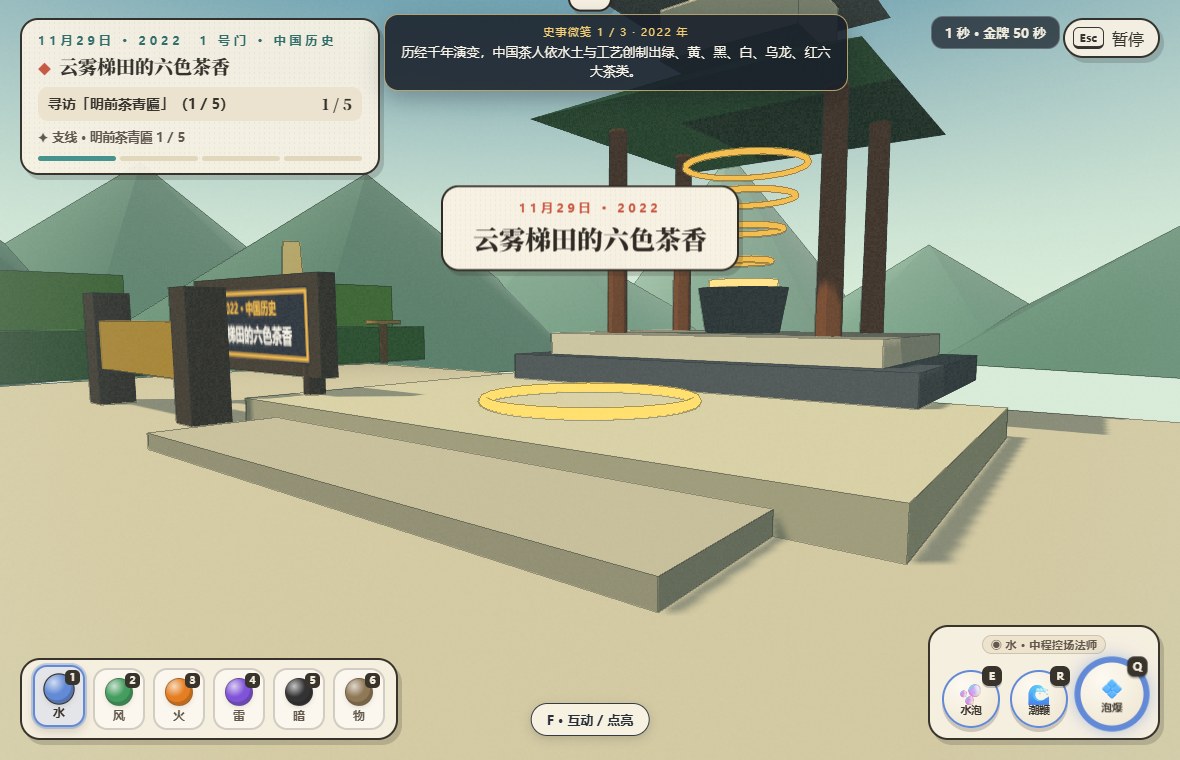 11月29日 • 2022 1 号门 • 中国历史
云雾梯田的六色茶香
寻访「明前茶青匾」（1 / 5） 1 / 5
支线 • 明前茶青匾 1 / 5
史事微笺 1 / 3 · 2022 年
历经千年演变，中国茶人依水土与工艺创制出绿、黄、黑、白、乌龙、红六
大茶类。
1 秒 • 金牌 50 秒
Esc 暂停
11月29日 • 2022
云雾梯田的六色茶香
022 • 中国历史
梯田的六色茶香
1 水
2 风
3 火
4 雷
5 暗
6 物
F • 互动 / 点亮
水 • 中程控场法师
E 水泡
R 潮鞭
Q 泡爆